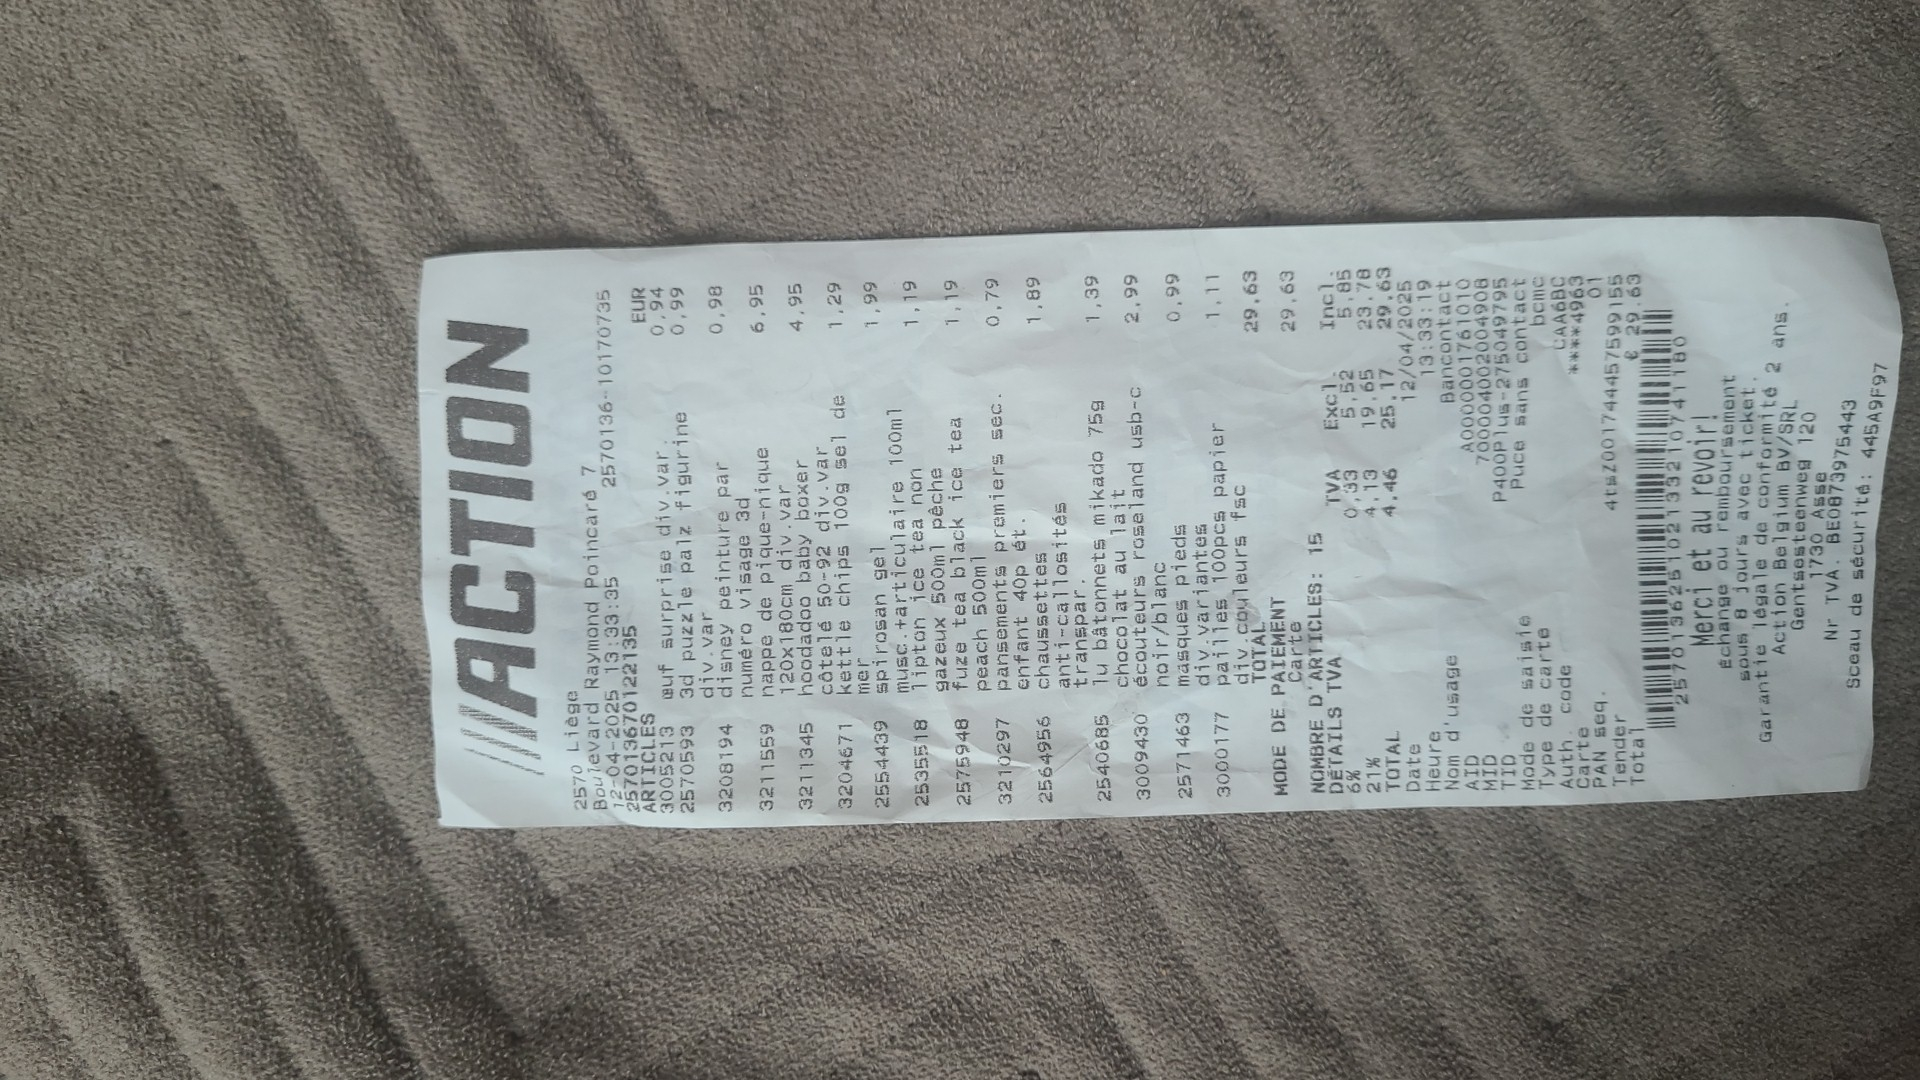 ACTION
2570 Liège
Boulevard Raymond Poincaré 7
12-04-2025 13:33:35 2570136-10170735
257013670122135
ARTICLES EUR
3005213 œuf surprise div.var. 0,94
2570593 3d puzzle palz figurine 0,99
div.var
3208194 disney peinture par 0,98
numéro visage 3d
3211559 nappe de pique-nique 6,95
120x180cm div.var
3211345 hoodadoo baby boxer 4,95
côtelé 50-92 div.var
3204671 kettle chips 100g sel de 1,29
mer
2554439 spirosan gel 1,99
musc.+articulaire 100ml
2535518 lipton ice tea non 1,19
gazeux 500ml pêche
2575948 fuze tea black ice tea 1,19
peach 500ml
3210297 pansements premiers sec. 0,79
enfant 40p ét.
2564956 chaussettes 1,89
anti-callosités
transpar.
2540685 lu bâtonnets mikado 75g 1,39
chocolat au lait
3009430 écouteurs roseland usb-c 2,99
noir/blanc
2571463 masques pieds 0,99
div.variantes
3000177 pailles 100pcs papier 1,11
div.couleurs fsc
TOTAL 29,63
MODE DE PAIEMENT
Carte 29,63
NOMBRE D'ARTICLES: 15
DÉTAILS TVA TVA Excl. Incl.
6% 0,33 5,52 5,85
21% 4,13 19,65 23,78
TOTAL 4,46 25,17 29,63
Date 12/04/2025
Heure 13:33:19
Nom d'usage Bancontact
AID A0000001761010
MID 700004002004908
TID P400Plus-275049795
Mode de saisie Puce sans contact
Type de carte bcmc
Auth. code CAA6BC
Carte ****4963
PAN seq. 01
Tender 4tsZ001744457599155
Total € 29.63
2570136251021332107411180
Merci et au revoir!
Échange ou remboursement
sous 8 jours avec ticket.
Garantie légale de conformité 2 ans.
Action Belgium BV/SRL
Gentsesteenweg 120
1730 Asse
Nr TVA. BE0873975443
Sceau de sécurité: 445A9F97